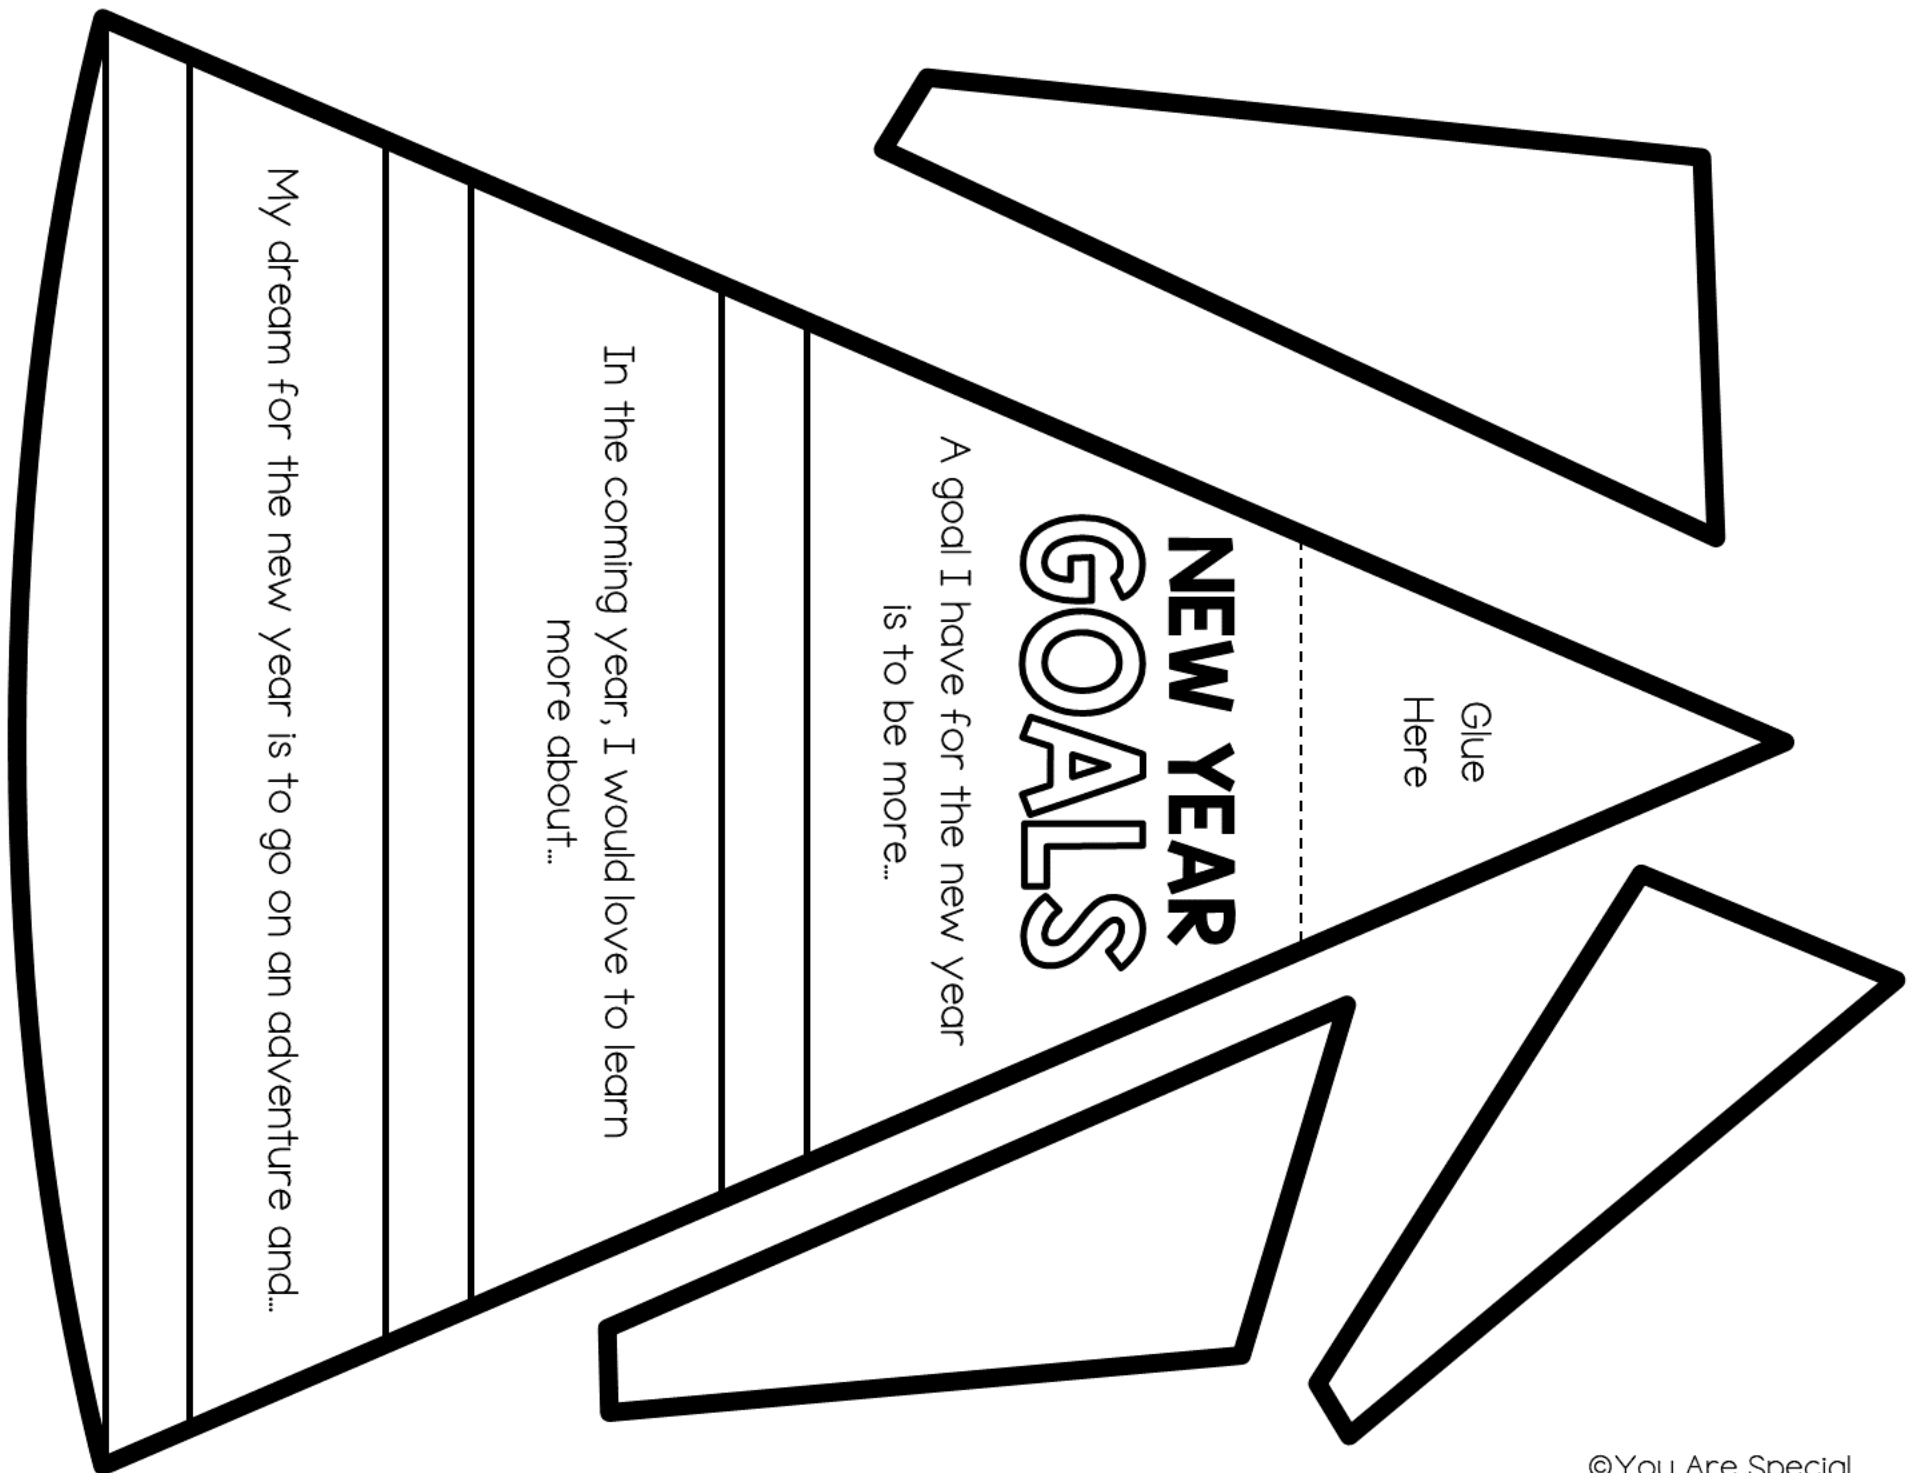 Glue
Here
NEW YEAR
GOALS
A goal I have for the new year
is to be more...
In the coming year, I would love to learn
more about...
My dream for the new year is to go on an adventure and...
©You Are Special